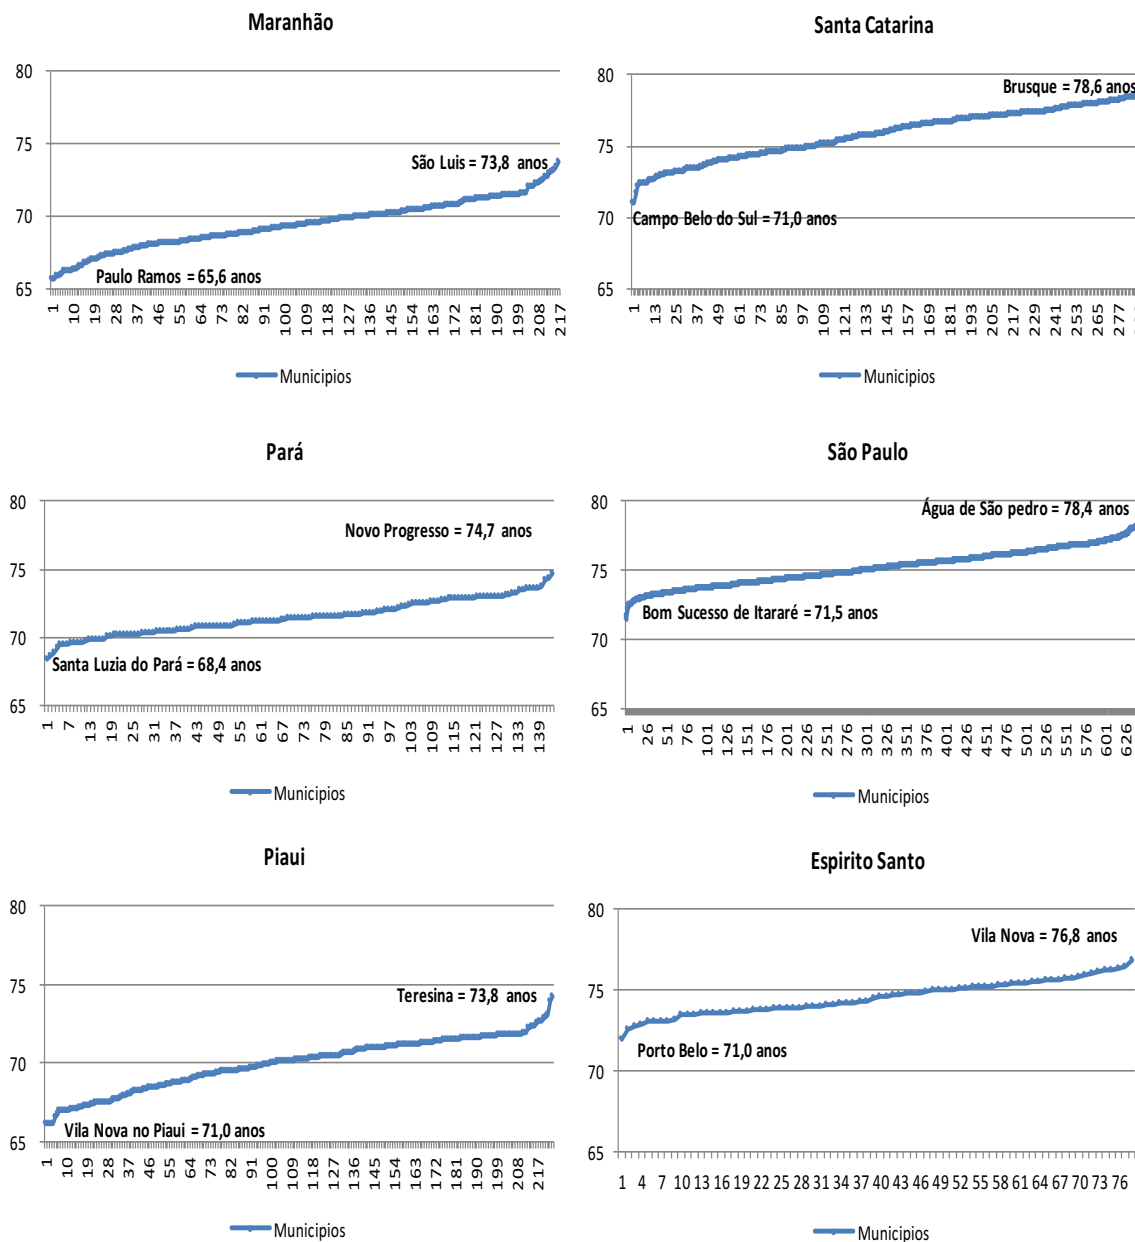 Maranhão
80
75
70
65
São Luis = 73,8 anos
Paulo Ramos = 65,6 anos
1 10 19 28 37 46 55 64 73 82 91 100 109 118 127 136 145 154 163 172 181 190 199 208 217
Municipios
Santa Catarina
80
75
70
65
Brusque = 78,6 anos
Campo Belo do Sul = 71,0 anos
1 13 25 37 49 61 73 85 97 109 121 133 145 157 169 181 193 205 217 229 241 253 265 277
Municipios
Pará
80
75
70
65
Novo Progresso = 74,7 anos
Santa Luzia do Pará = 68,4 anos
1 7 13 19 25 31 37 43 49 55 61 67 73 79 85 91 97 103 109 115 121 127 133 139
Municipios
São Paulo
80
75
70
65
Água de São pedro = 78,4 anos
Bom Sucesso de Itararé = 71,5 anos
1 26 51 76 101 126 151 176 201 226 251 276 301 326 351 376 401 426 451 476 501 526 551 576 601 626
Municipios
Piaui
80
75
70
65
Teresina = 73,8 anos
Vila Nova no Piaui = 71,0 anos
1 10 19 28 37 46 55 64 73 82 91 100 109 118 127 136 145 154 163 172 181 190 199 208 217
Municipios
Espirito Santo
80
75
70
65
Vila Nova = 76,8 anos
Porto Belo = 71,0 anos
1 4 7 10 13 16 19 22 25 28 31 34 37 40 43 46 49 52 55 58 61 64 67 70 73 76
Municipios